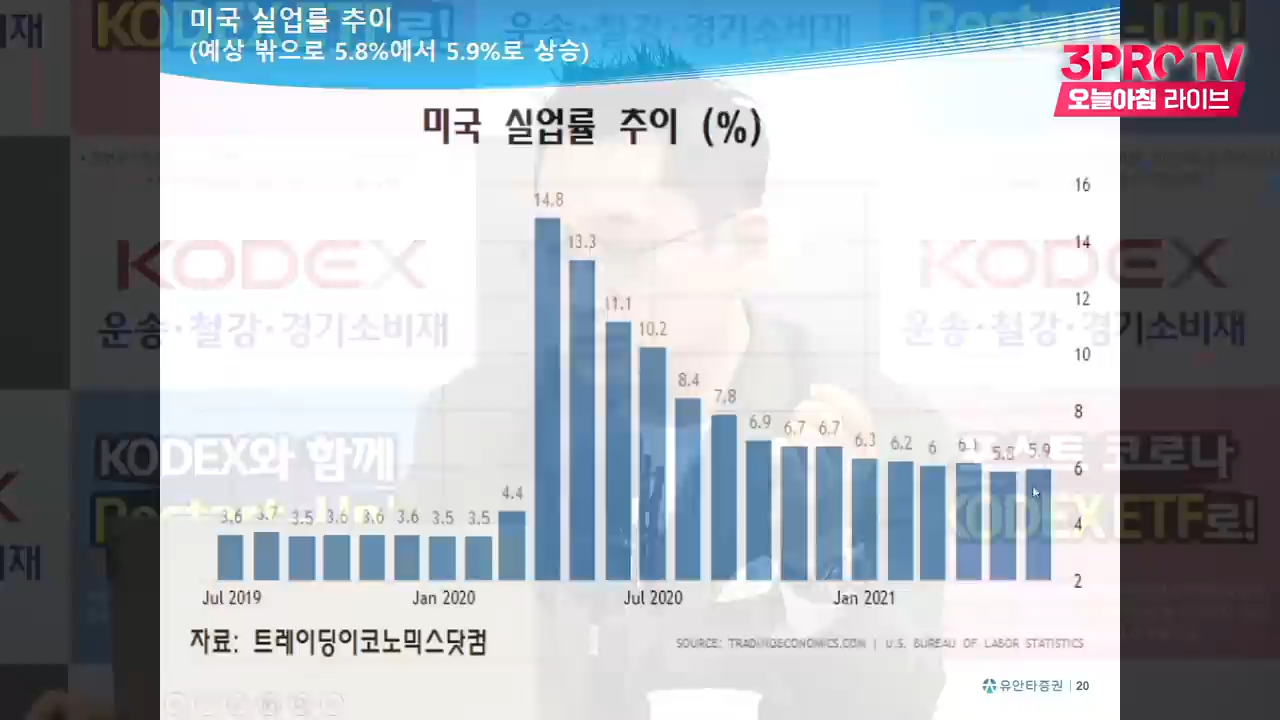 미국 실업률 추이
(예상 밖으로 5.8%에서 5.9%로 상승)
3PRO TV
오늘아침 라이브
미국 실업률 추이 (%)
KODEX
운송·철강·경기소비재
KODEX
운송·철강·경기소비재
KODEX와 함께
KODEX ETF로!
16
14
12
10
8
6
4
2
3.6 3.7 3.5 3.6 3.6 3.6 3.5 3.5 4.4 14.8 13.3 11.1 10.2 8.4 7.8 6.9 6.7 6.7 6.3 6.2 6 6.1 5.8 5.9
Jul 2019 Jan 2020 Jul 2020 Jan 2021
자료: 트레이딩이코노믹스닷컴
SOURCE: TRADINGECONOMICS.COM | U.S. BUREAU OF LABOR STATISTICS
유안타증권 | 20